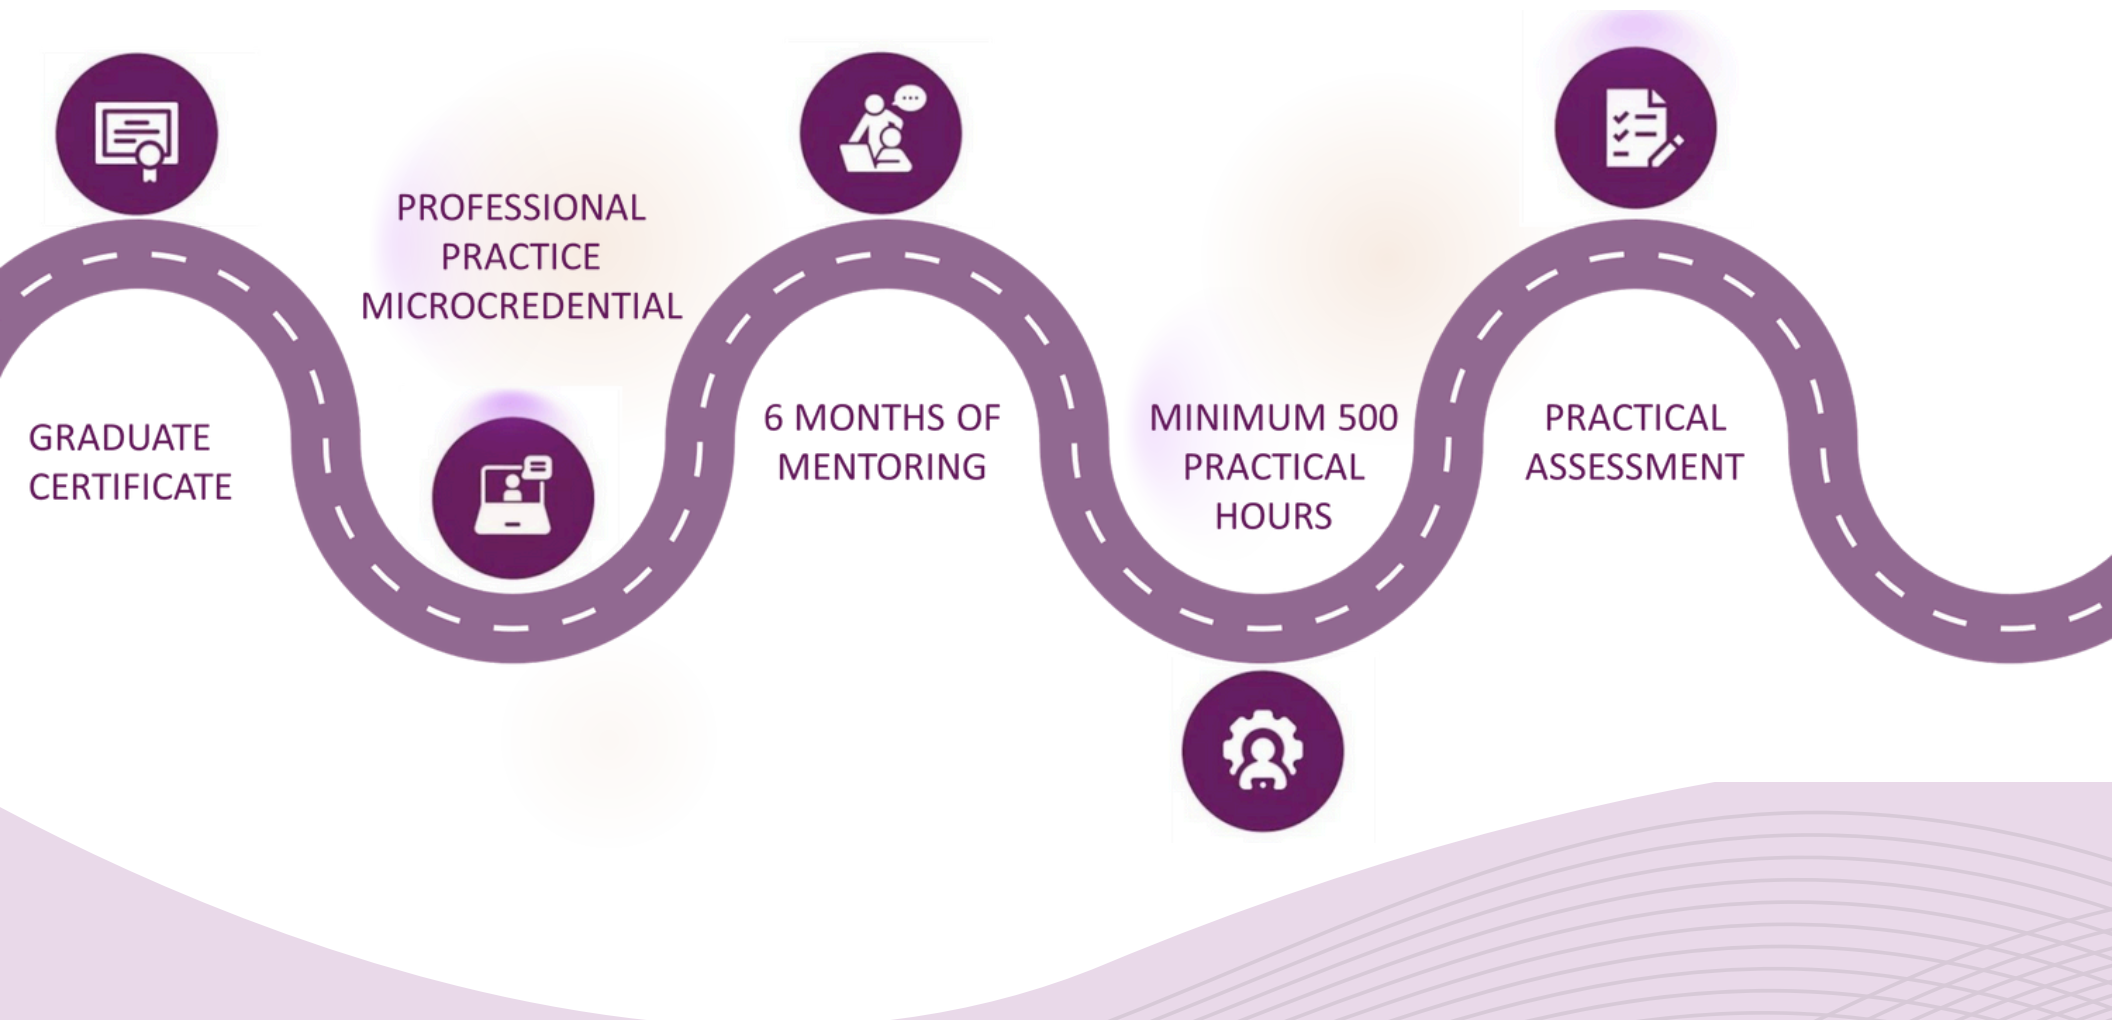 GRADUATE
CERTIFICATE
PROFESSIONAL
PRACTICE
MICROCREDENTIAL
6 MONTHS OF
MENTORING
MINIMUM 500
PRACTICAL
HOURS
PRACTICAL
ASSESSMENT